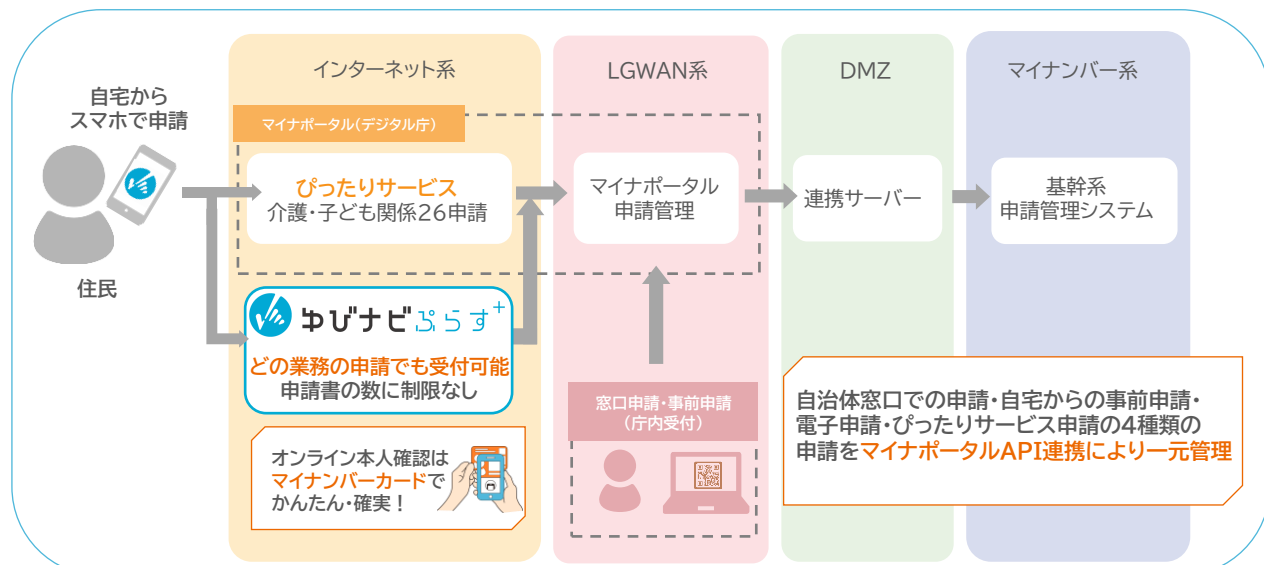 インターネット系
LGWAN系
DMZ
マイナンバー系
自宅から
スマホで申請
住民
マイナポータル(デジタル庁)
ぴったりサービス
介護・子ども関係26申請
マイナポータル
申請管理
連携サーバー
基幹系
申請管理システム
ゆびナビぷらす+
どの業務の申請でも受付可能
申請書の数に制限なし
オンライン本人確認は
マイナンバーカードで
かんたん・確実!
窓口申請・事前申請
(庁内受付)
自治体窓口での申請・自宅からの事前申請・
電子申請・ぴったりサービス申請の4種類の
申請をマイナポータルAPI連携により一元管理